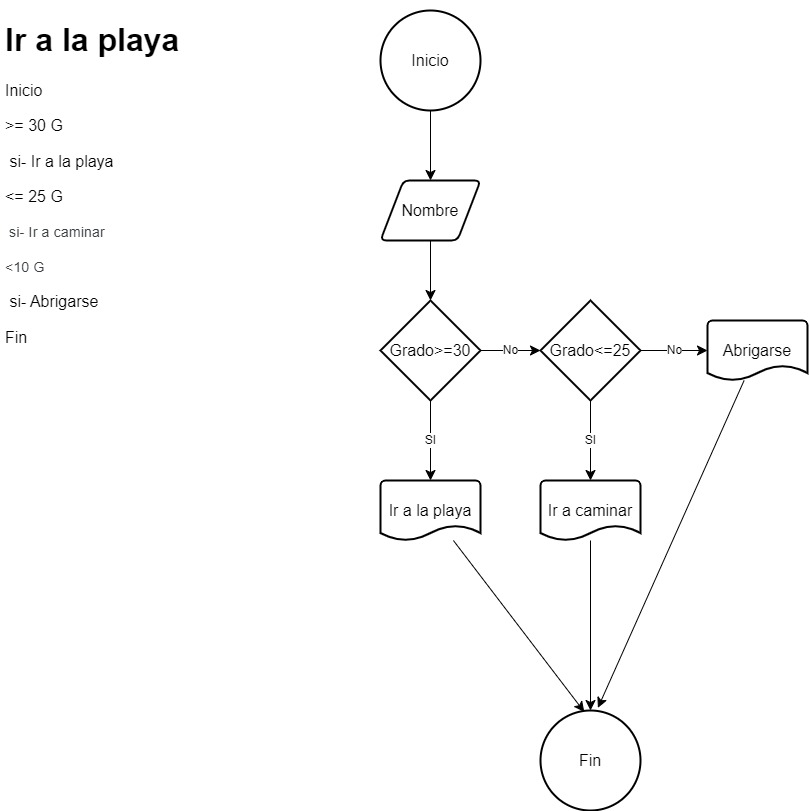 Ir a la playa
Inicio
>= 30 G
si- Ir a la playa
<= 25 G
si- Ir a caminar
<10 G
si- Abrigarse
Fin
Inicio
Nombre
Grado>=30
No
Grado<=25
No
Abrigarse
SI
SI
Ir a la playa
Ir a caminar
Fin